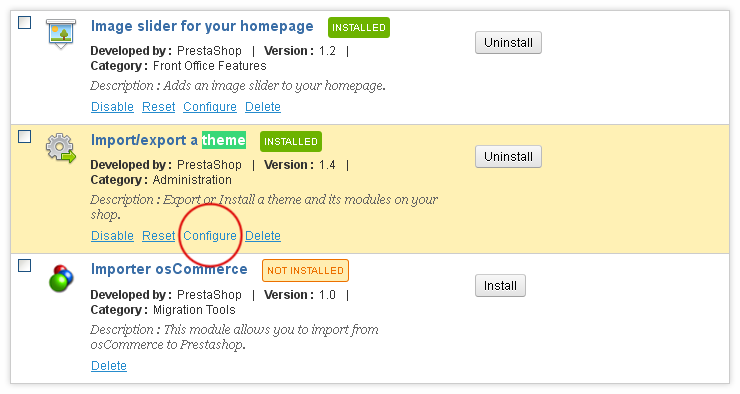 Image slider for your homepage INSTALLED
Uninstall
Developed by : PrestaShop | Version : 1.2 |
Category : Front Office Features
Description : Adds an image slider to your homepage.
Disable Reset Configure Delete
Import/export a theme INSTALLED
Uninstall
Developed by : PrestaShop | Version : 1.4 |
Category : Administration
Description : Export or Install a theme and its modules on your
shop.
Disable Reset Configure Delete
Importer osCommerce NOT INSTALLED
Install
Developed by : PrestaShop | Version : 1.0 |
Category : Migration Tools
Description : This module allows you to import from
osCommerce to Prestashop.
Delete